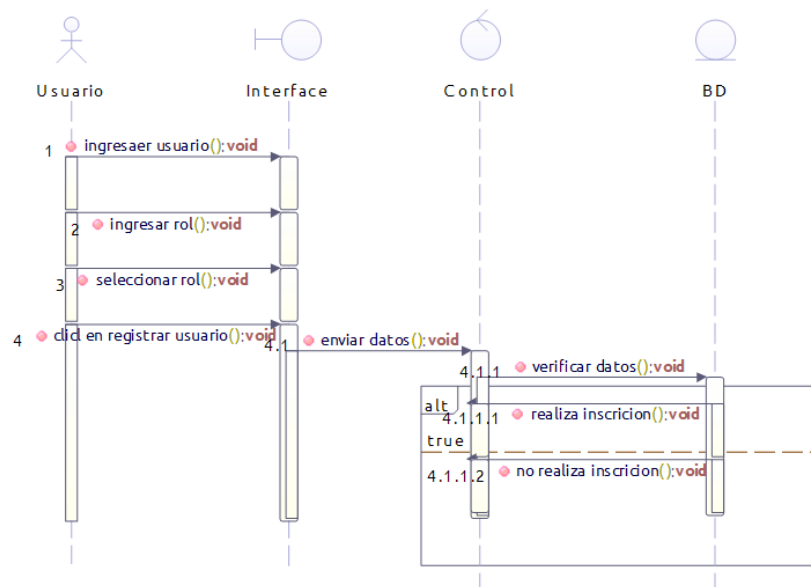 Usuario
Interface
Control
BD
1 ingresaer usuario():void
2 ingresar rol():void
3 seleccionar rol():void
4 clicl en registrar usuario():void
4.1 enviar datos():void
4.1.1 verificar datos():void
alt
4.1.1.1 realiza inscricion():void
true
4.1.1.2 no realiza inscricion():void